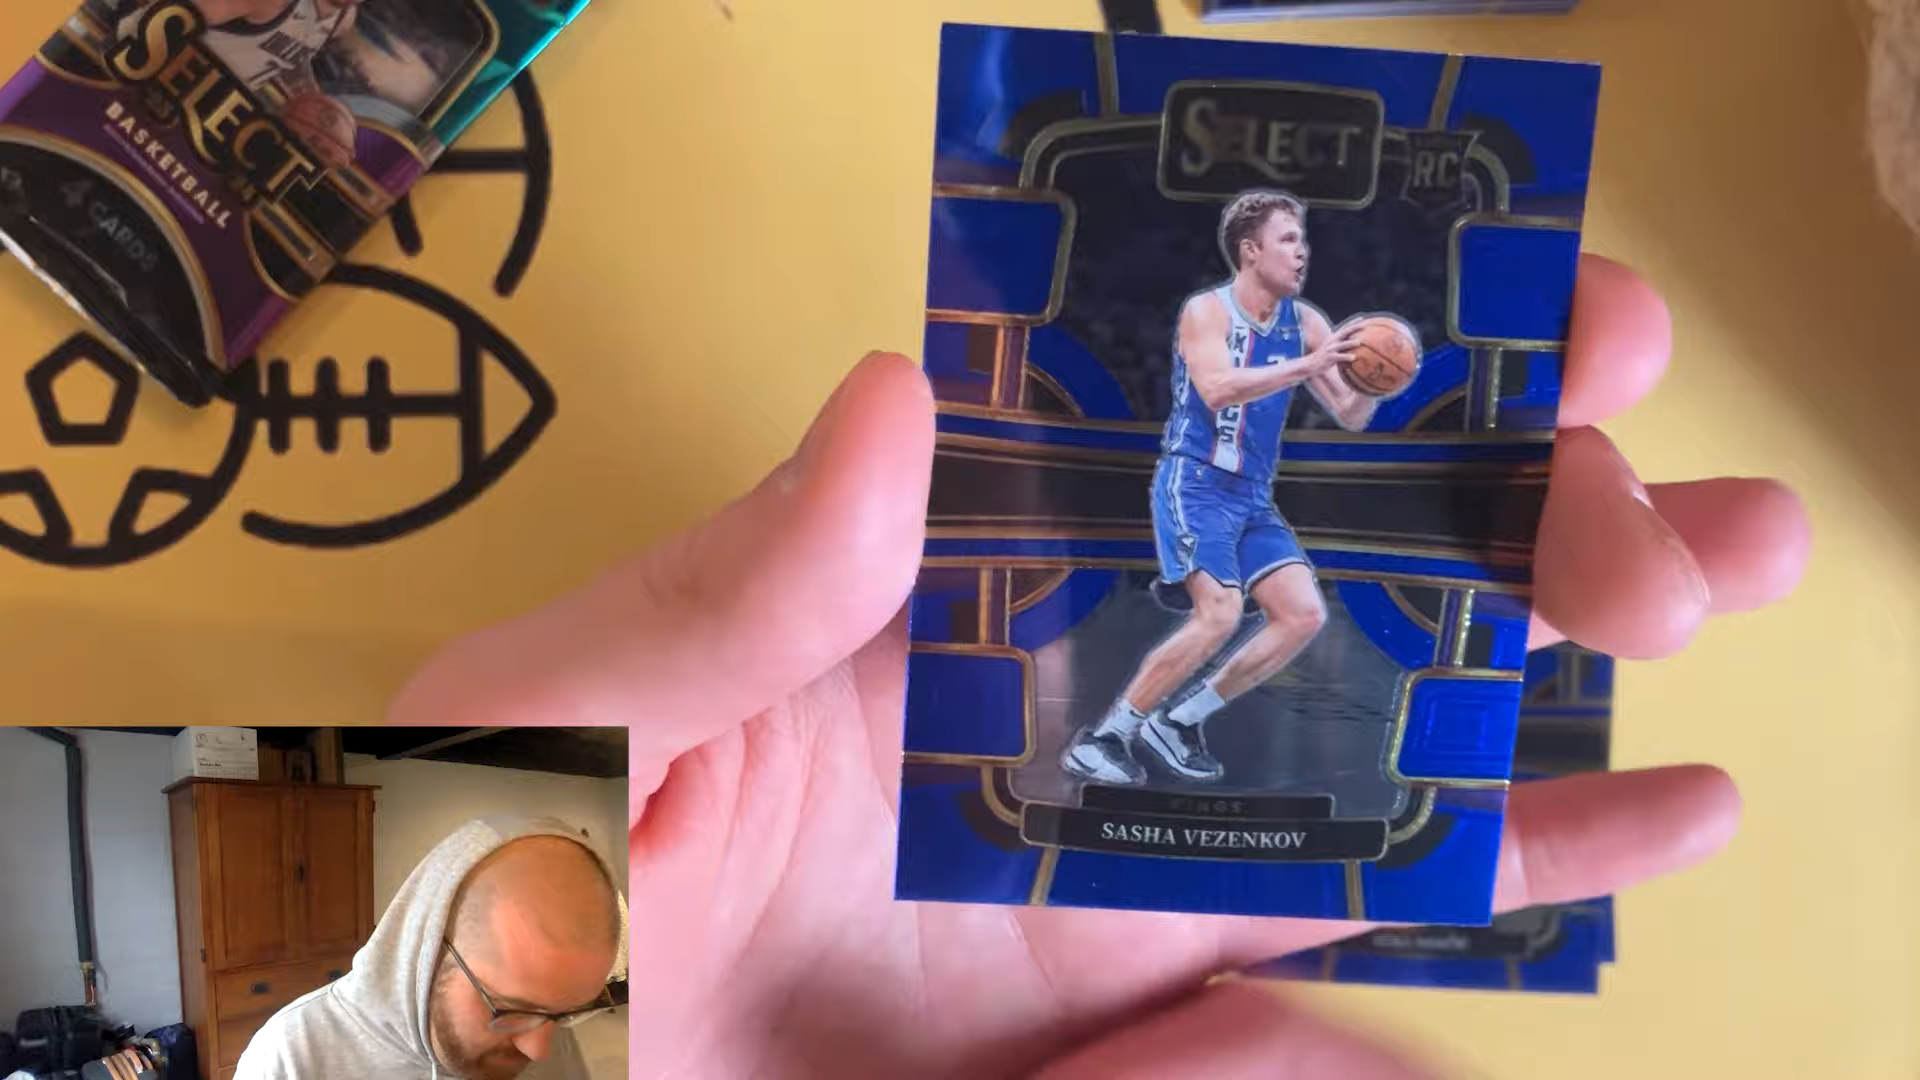 SELECT
BASKETBALL
4 CARDS
SELECT
RC
KINGS
SASHA VEZENKOV